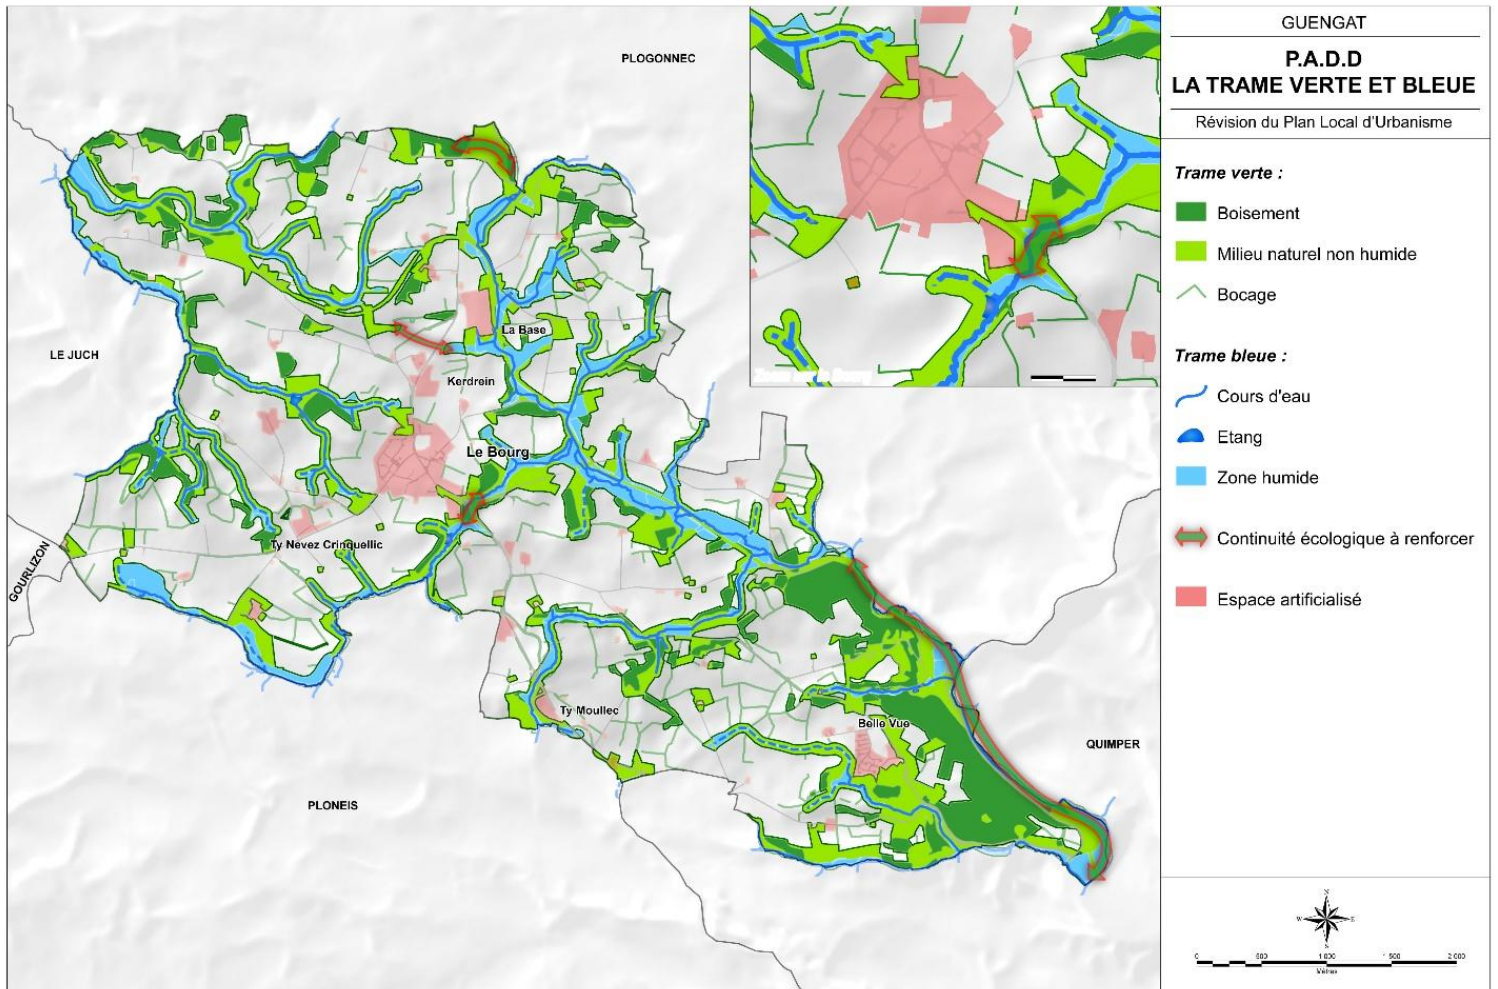 GUENGAT
P.A.D.D
LA TRAME VERTE ET BLEUE
Révision du Plan Local d'Urbanisme
Trame verte :
Boisement
Milieu naturel non humide
Bocage
Trame bleue :
Cours d'eau
Etang
Zone humide
Continuité écologique à renforcer
Espace artificialisé
PLOGONNEC
LE JUCH
La Base
Kerdrein
Le Bourg
Ty Nevez Crinquellic
GOURLIZON
Ty Moullec
Belle Vue
QUIMPER
PLONEIS
N
W
E
S
0
500
1 000
1 500
2 000
Mètres